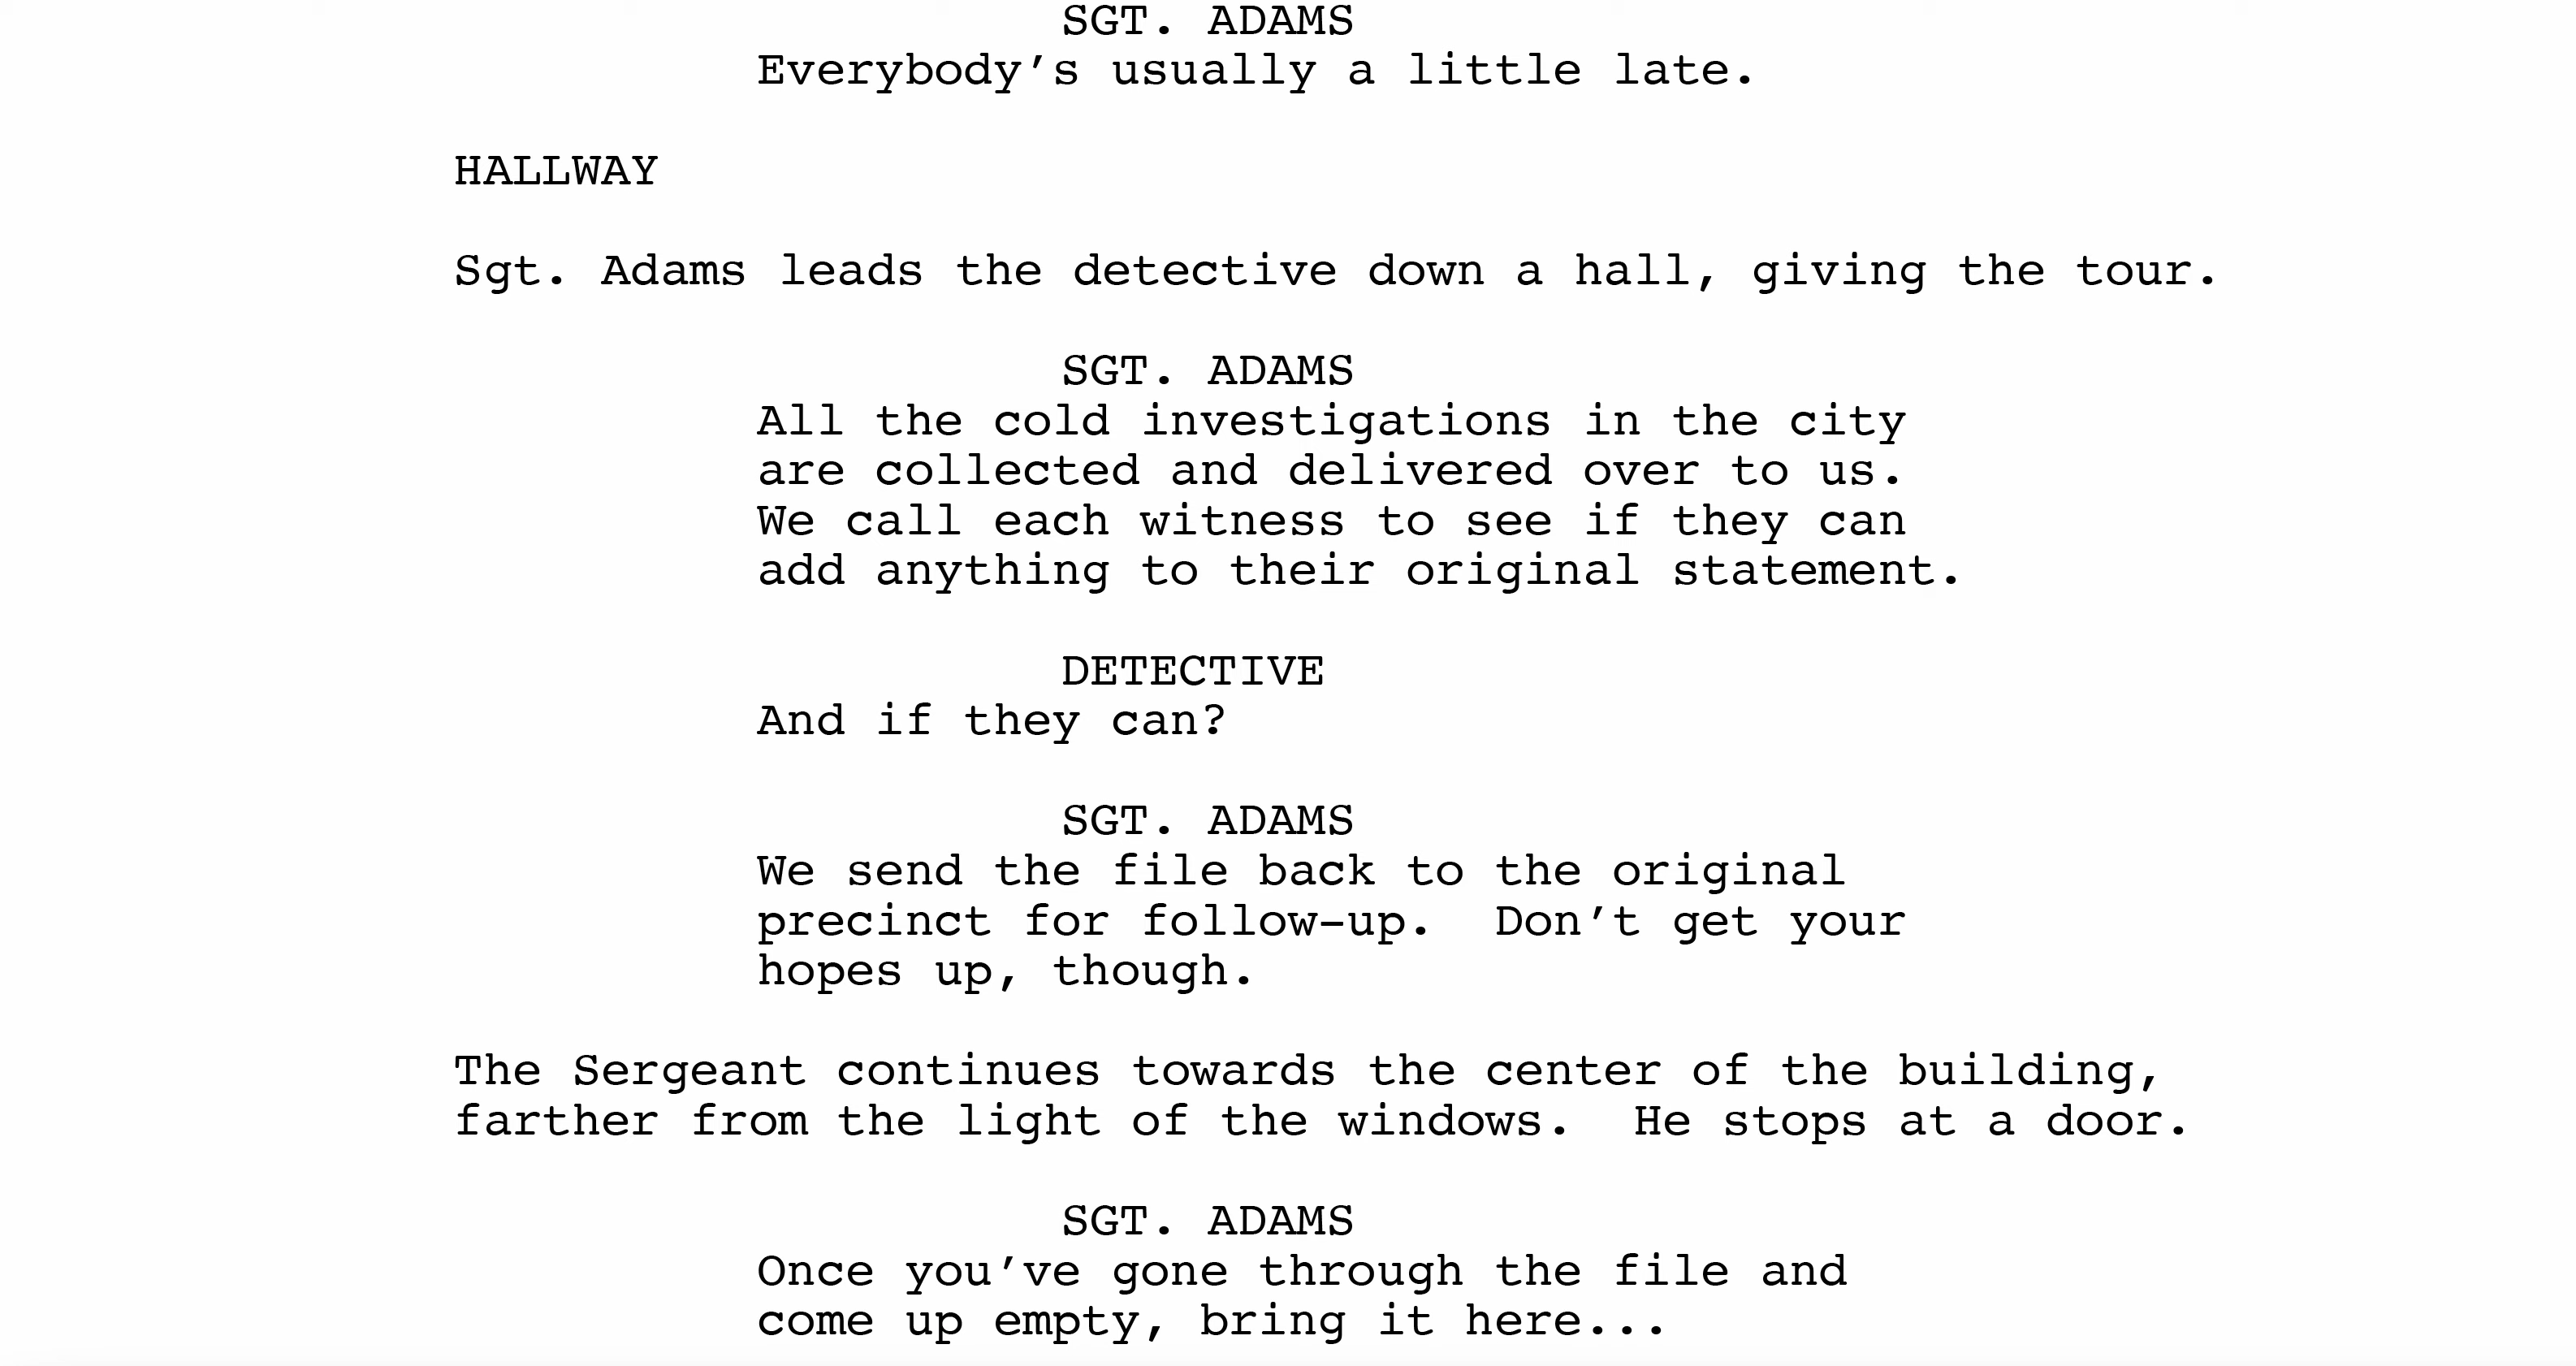 SGT. ADAMS
Everybody’s usually a little late.
HALLWAY
Sgt. Adams leads the detective down a hall, giving the tour.
SGT. ADAMS
All the cold investigations in the city
are collected and delivered over to us.
We call each witness to see if they can
add anything to their original statement.
DETECTIVE
And if they can?
SGT. ADAMS
We send the file back to the original
precinct for follow-up.  Don’t get your
hopes up, though.
The Sergeant continues towards the center of the building,
farther from the light of the windows.  He stops at a door.
SGT. ADAMS
Once you’ve gone through the file and
come up empty, bring it here...